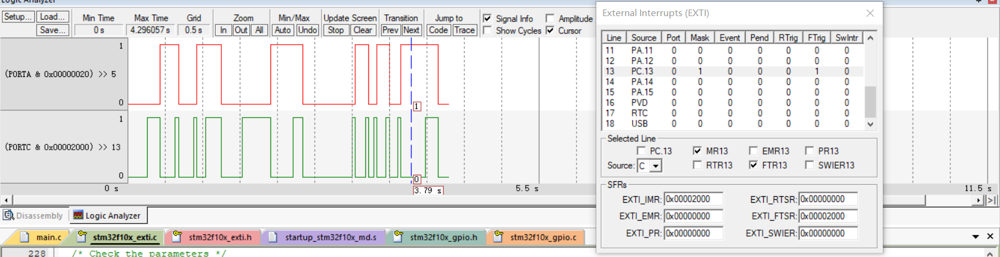 Logic Analyzer
Setup... Load... Save... Min Time 0 s Max Time 4.296057 s Grid 0.5 s Zoom In Out All Min/Max Auto Undo Update Screen Stop Clear Transition Prev Next Jump to Code Trace Signal Info Show Cycles Amplitude Cursor
1
(PORTA & 0x00000020) >> 5
0
1
1
(PORTC & 0x00002000) >> 13
0
0
0 s 3.79 s 5.5 s 11.5 s
Disassembly Logic Analyzer
main.c stm32f10x_exti.c stm32f10x_exti.h startup_stm32f10x_md.s stm32f10x_gpio.h stm32f10x_gpio.c
228 /* Check the parameters */
External Interrupts (EXTI)
Line Source Port Mask Event Pend RTrig FTrig SwIntr
11 PA.11 0 0 0 0 0 0 0
12 PA.12 0 0 0 0 0 0 0
13 PC.13 0 1 0 0 0 1 0
14 PA.14 0 0 0 0 0 0 0
15 PA.15 0 0 0 0 0 0 0
16 PVD 0 0 0 0 0 0 0
17 RTC 0 0 0 0 0 0 0
18 USB 0 0 0 0 0 0 0
Selected Line
PC.13 MR13 EMR13 PR13
Source: C RTR13 FTR13 SWIER13
SFRs
EXTI_IMR: 0x00002000 EXTI_RTSR: 0x00000000
EXTI_EMR: 0x00000000 EXTI_FTSR: 0x00002000
EXTI_PR: 0x00000000 EXTI_SWIER: 0x00000000